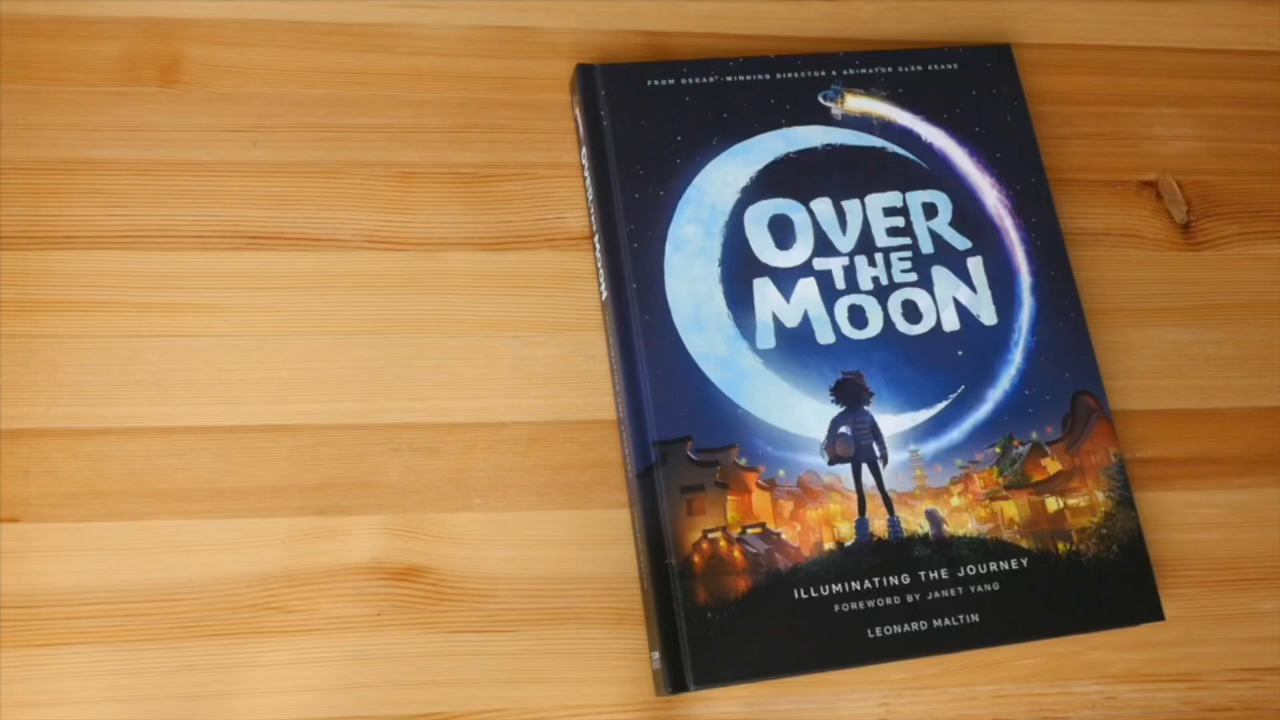 FROM OSCAR®-WINNING DIRECTOR & ANIMATOR GLEN KEANE
OVER
THE
MOON
ILLUMINATING THE JOURNEY
FOREWORD BY JANET YANG
LEONARD MALTIN
OVER THE MOON